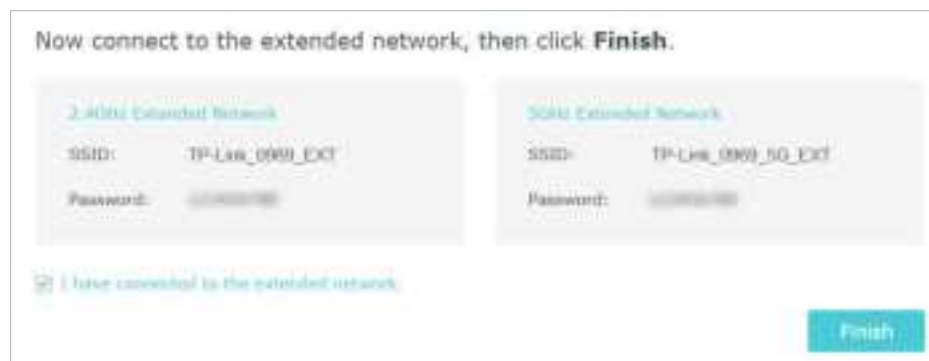 Now connect to the extended network, then click Finish.
2.4GHz Extended Network
5GHz Extended Network
SSID: TP-Link_0969_EXT
SSID: TP-Link_0969_5G_EXT
Password:
Password:
I have connected to the extended network.
Finish